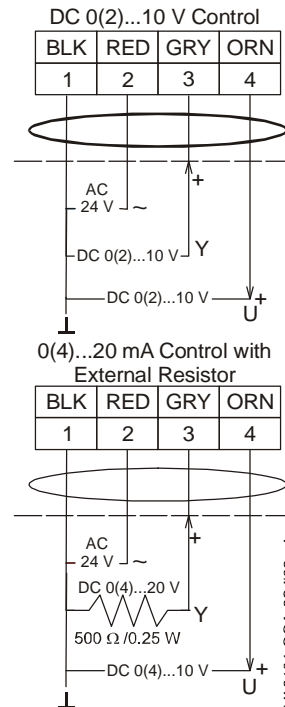 DC 0(2)...10 V Control
BLK RED GRY ORN
1 2 3 4
+
AC
24 V ~
DC 0(2)...10 V Y
DC 0(2)...10 V +
U
0(4)...20 mA Control with
External Resistor
BLK RED GRY ORN
1 2 3 4
+
AC
24 V ~
DC 0(4)...20 V
Y
500 Ω /0.25 W
DC 0(4)...10 V +
U